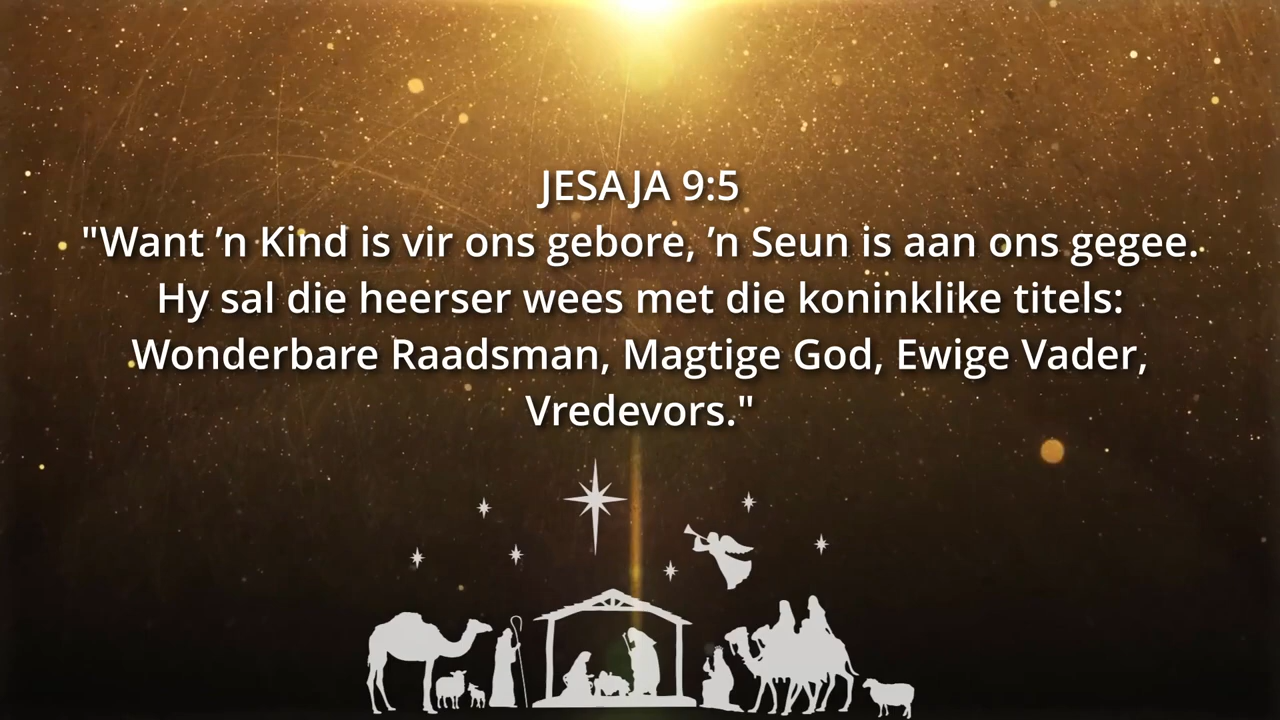 JESAJA 9:5
"Want ’n Kind is vir ons gebore, ’n Seun is aan ons gegee.
Hy sal die heerser wees met die koninklike titels:
Wonderbare Raadsman, Magtige God, Ewige Vader,
Vredevors."